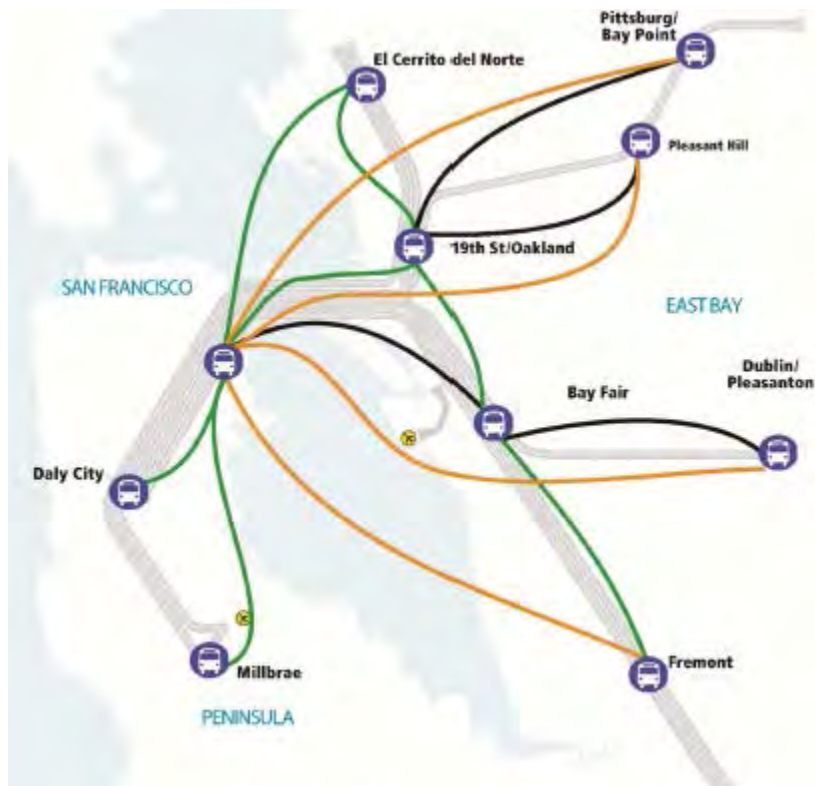 Pittsburg/
Bay Point
El Cerrito del Norte
Pleasant Hill
19th St/Oakland
SAN FRANCISCO
EAST BAY
Dublin/
Pleasanton
Bay Fair
Daly City
Millbrae
Fremont
PENINSULA